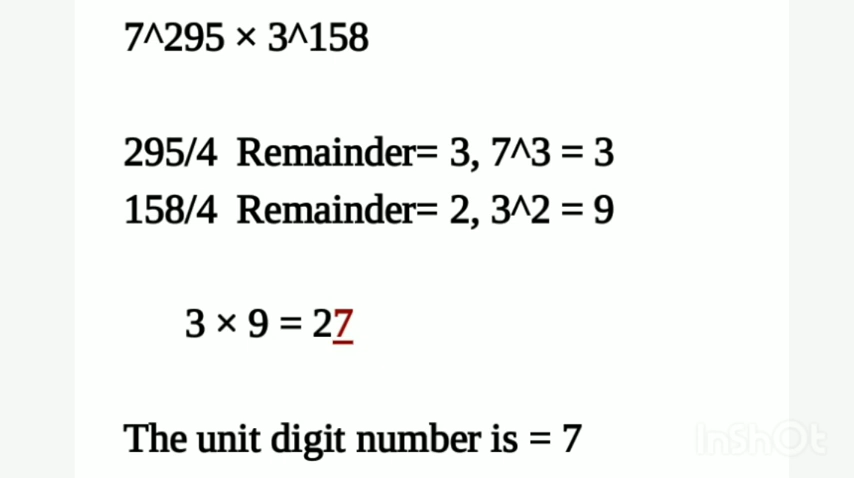 7^295 × 3^158
295/4 Remainder= 3, 7^3 = 3
158/4 Remainder= 2, 3^2 = 9
3 × 9 = 27
The unit digit number is = 7
InShOt